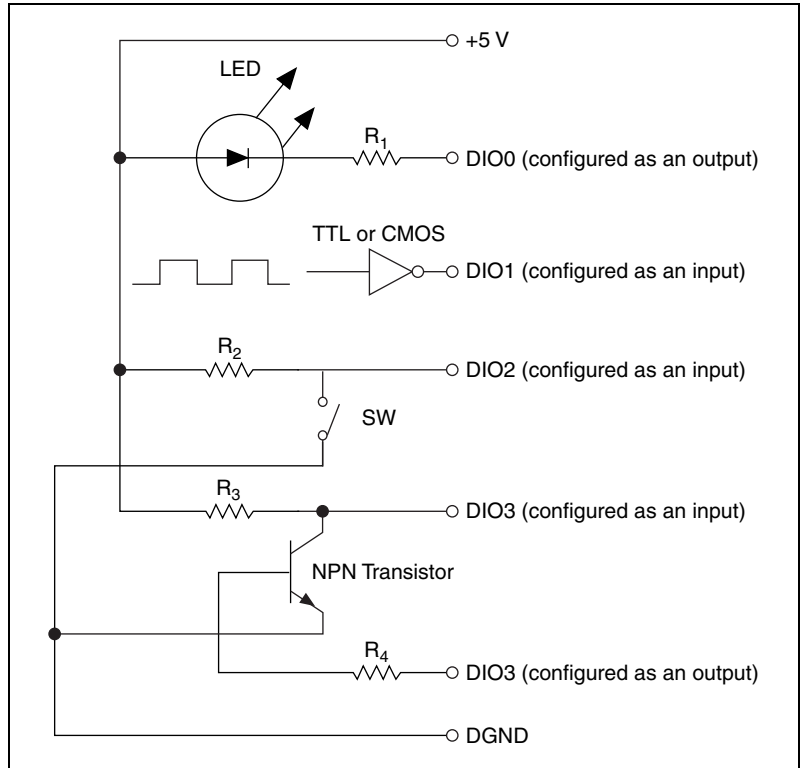 +5 V
LED
R1
DIO0 (configured as an output)
TTL or CMOS
DIO1 (configured as an input)
R2
DIO2 (configured as an input)
SW
R3
DIO3 (configured as an input)
NPN Transistor
R4
DIO3 (configured as an output)
DGND